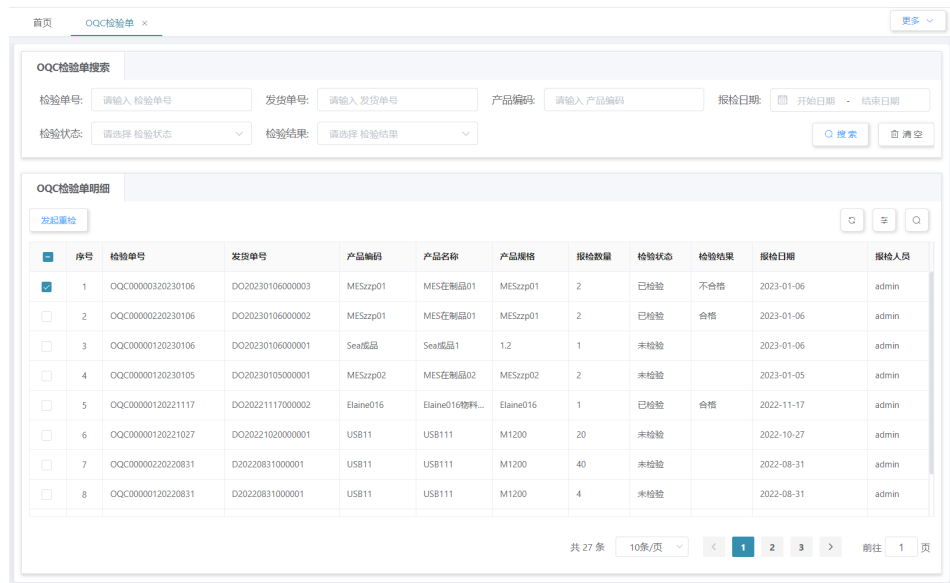 首页 OQC检验单 × 更多
OQC检验单搜索
检验单号: 请输入 检验单号 发货单号: 请输入 发货单号 产品编码: 请输入 产品编码 报检日期: 开始日期 - 结束日期
检验状态: 请选择 检验状态 检验结果: 请选择 检验结果 搜索 清空
OQC检验单明细
发起重检
序号 检验单号 发货单号 产品编码 产品名称 产品规格 报检数量 检验状态 检验结果 报检日期 报检人员
1 OQC00000320230106 DO20230106000003 MESzzp01 MES在制品01 MESzzp01 2 已检验 不合格 2023-01-06 admin
2 OQC00000220230106 DO20230106000002 MESzzp01 MES在制品01 MESzzp01 2 已检验 合格 2023-01-06 admin
3 OQC00000120230106 DO20230106000001 Sea成品 Sea成品1 1.2 1 未检验 2023-01-06 admin
4 OQC00000120230105 DO20230105000001 MESzzp02 MES在制品02 MESzzp02 2 未检验 2023-01-05 admin
5 OQC00000120221117 DO20221117000002 Elaine016 Elaine016物料... Elaine016 1 已检验 合格 2022-11-17 admin
6 OQC00000120221027 DO20221020000001 USB11 USB111 M1200 20 未检验 2022-10-27 admin
7 OQC00000220220831 D20220831000001 USB11 USB111 M1200 40 未检验 2022-08-31 admin
8 OQC00000120220831 D20220831000001 USB11 USB111 M1200 4 未检验 2022-08-31 admin
共 27 条 10条/页 1 2 3 前往 1 页